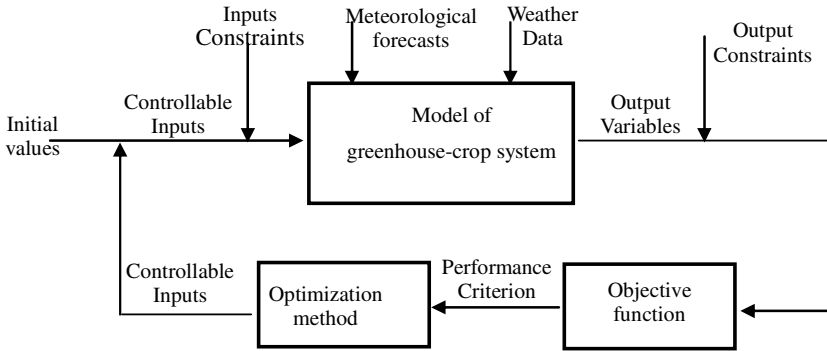 Inputs
Constraints
Meteorological
forecasts
Weather
Data
Output
Constraints
Initial
values
Controllable
Inputs
Model of
greenhouse-crop system
Output
Variables
Controllable
Inputs
Optimization
method
Performance
Criterion
Objective
function